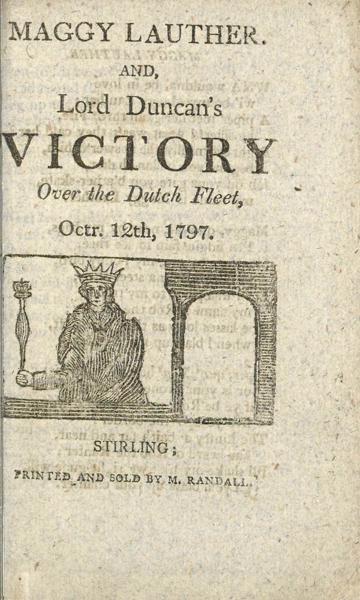 MAGGY LAUTHER.
AND,
Lord Duncan's
VICTORY
Over the Dutch Fleet,
Octr. 12th, 1797.
STIRLING;
PRINTED AND SOLD BY M. RANDALL.